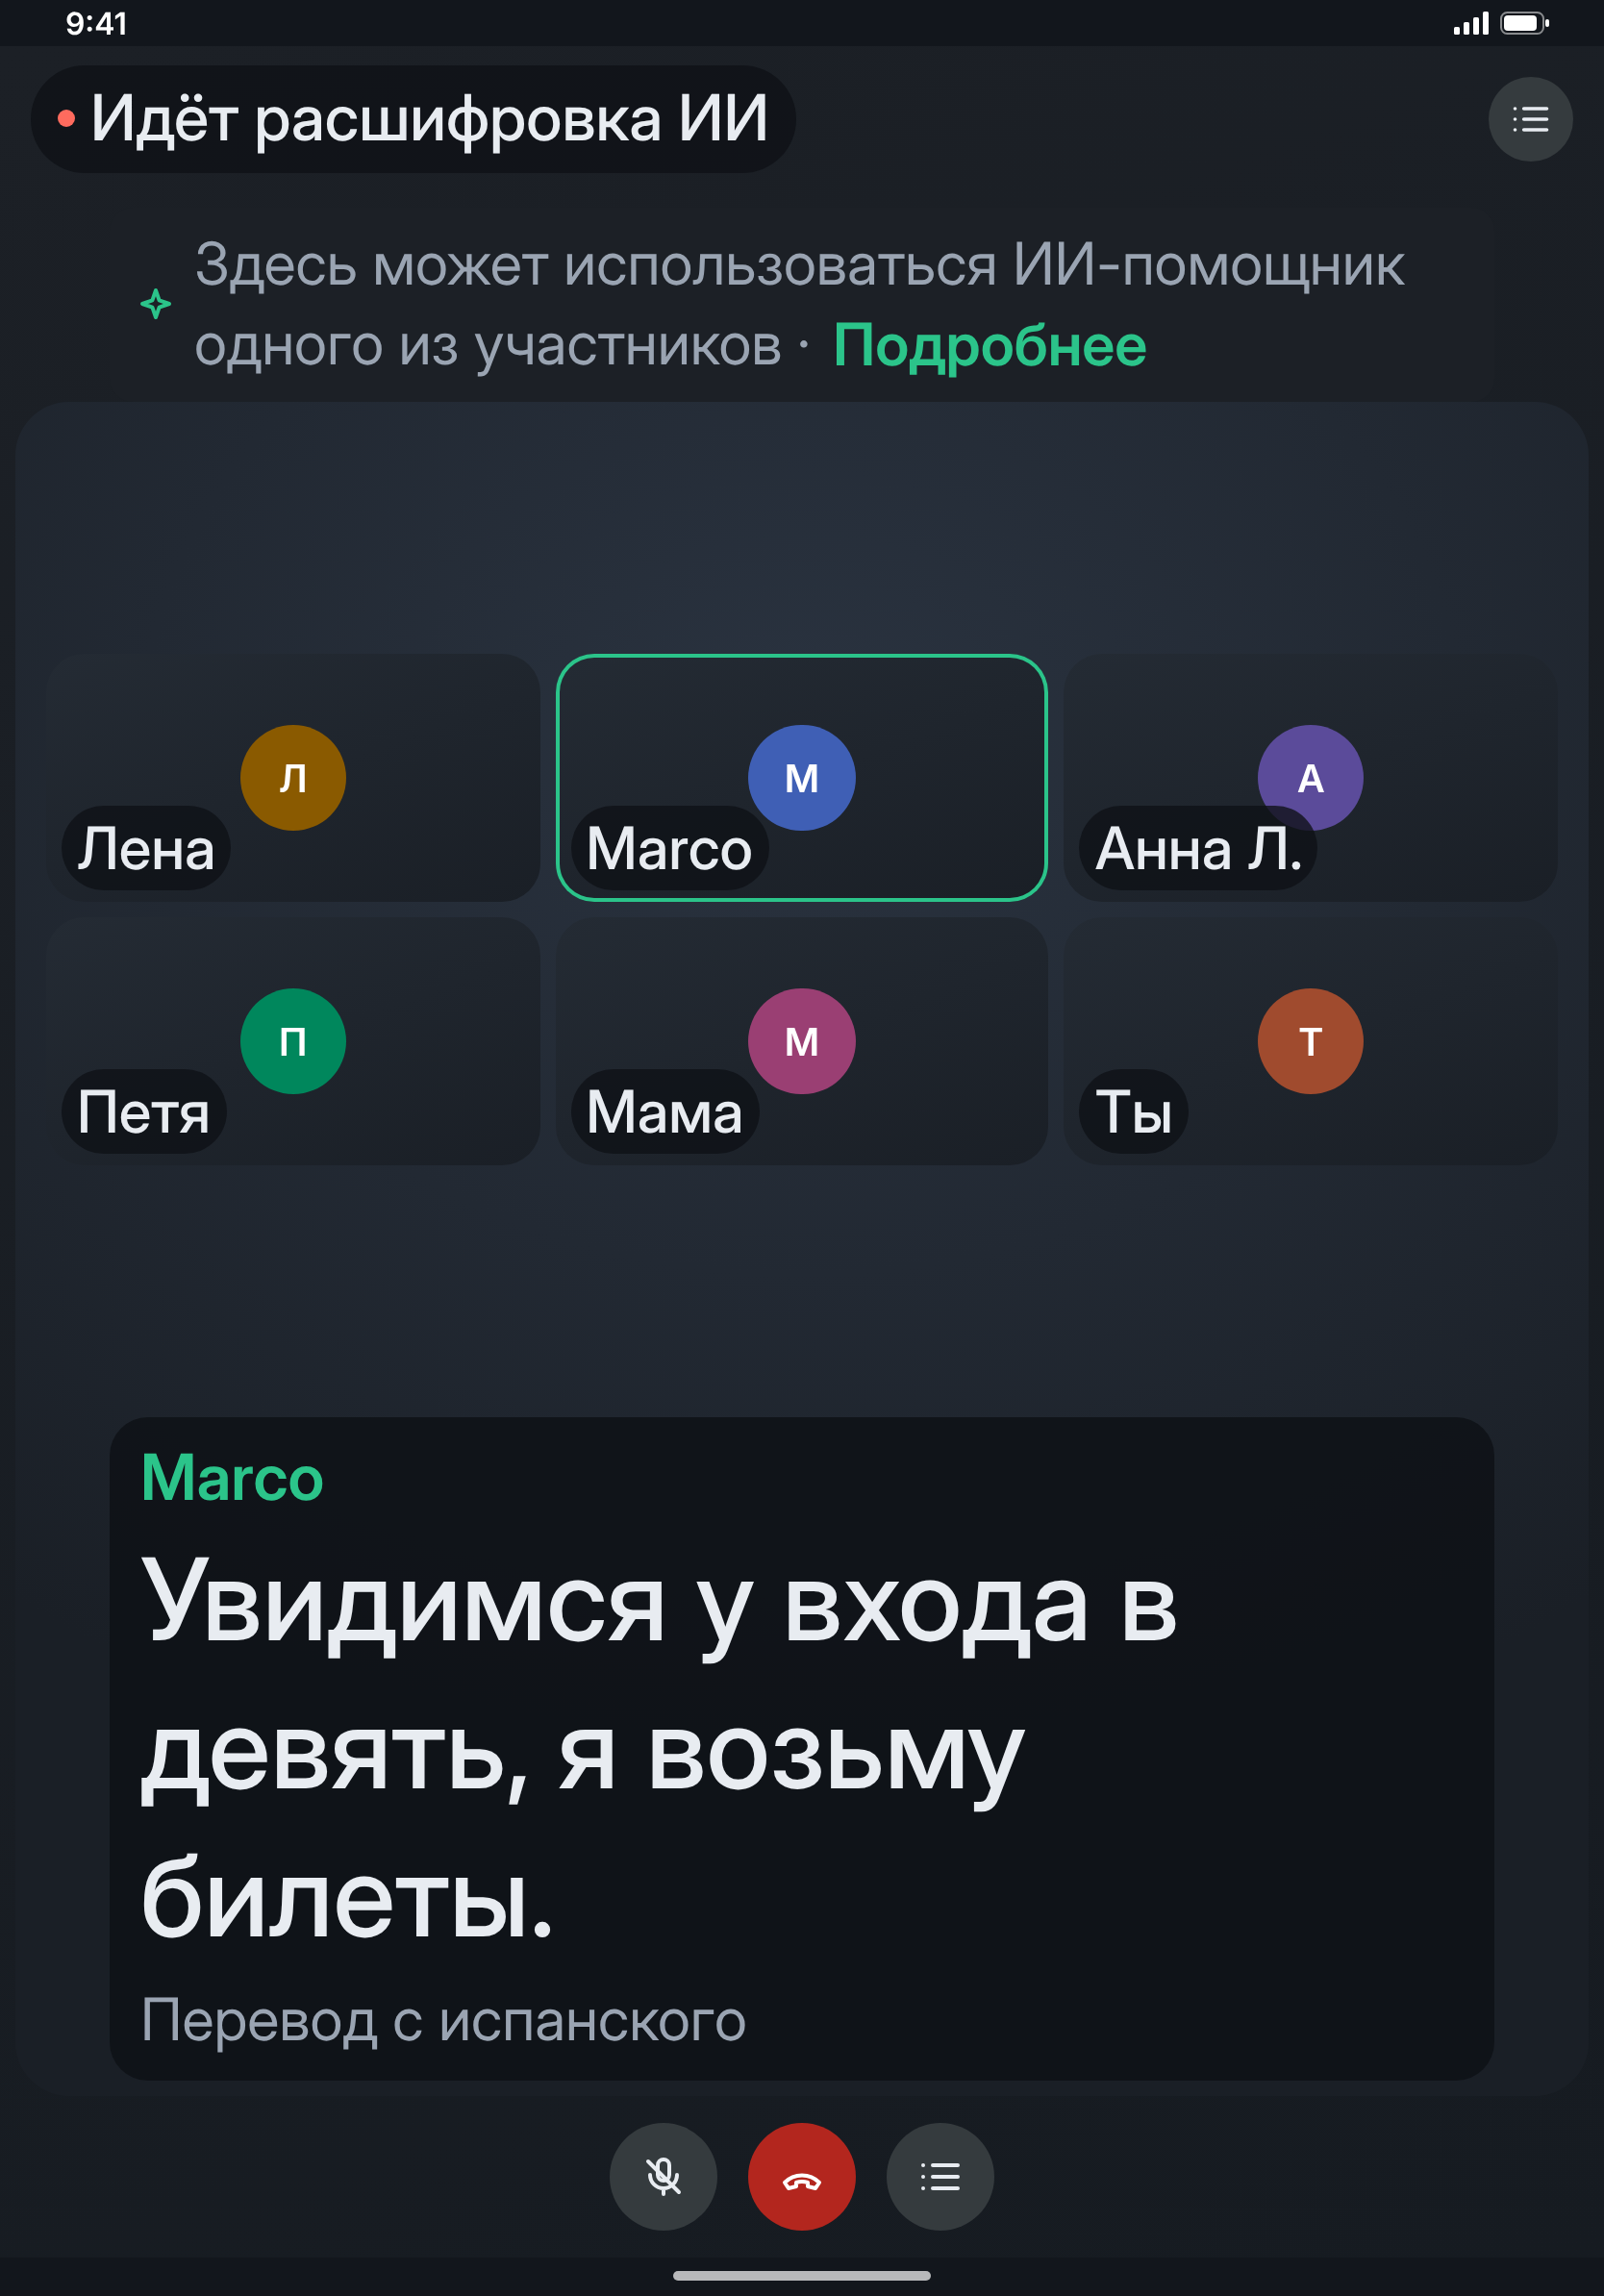 9:41
Идёт расшифровка ИИ
Здесь может использоваться ИИ-помощник
одного из участников · Подробнее
Л
Лена
M
Marco
А
Анна Л.
П
Петя
М
Мама
Т
Ты
Marco
Увидимся у входа в
девять, я возьму
билеты.
Перевод с испанского